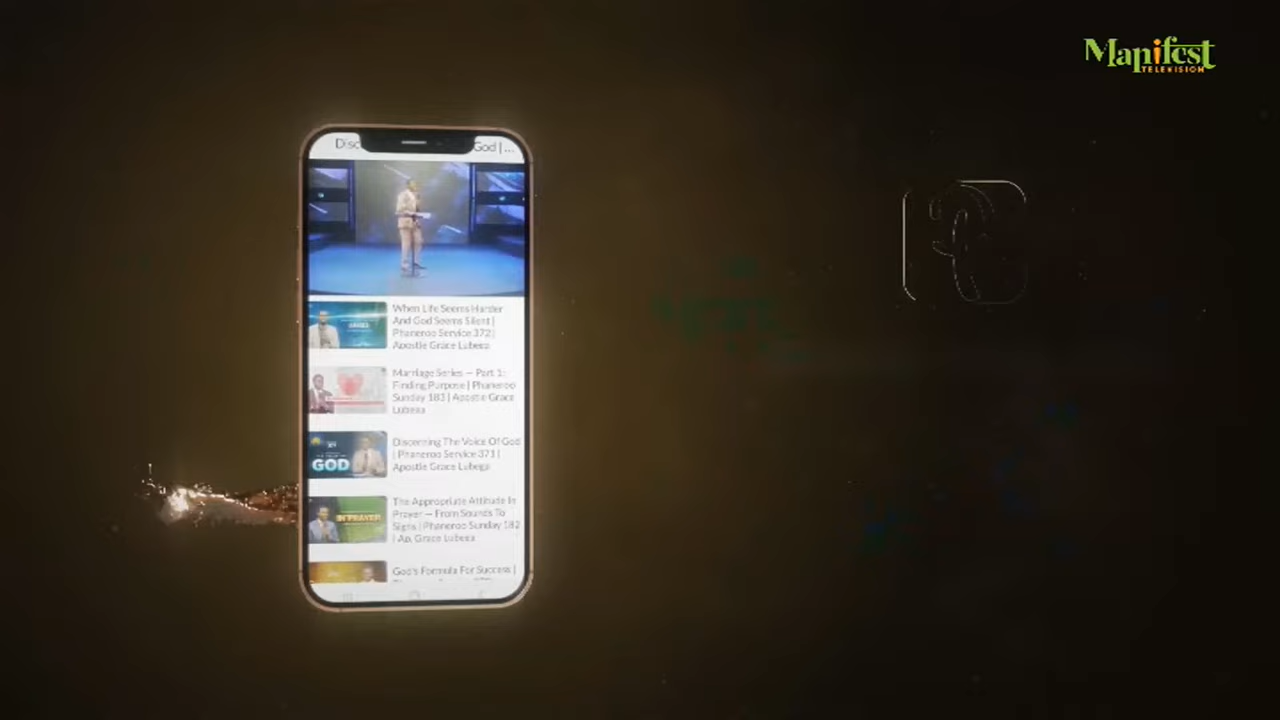 Manifest
TELEVISION
Disc God | ...
When Life Seems Harder
And God Seems Silent |
Phaneroo Service 372 |
Apostle Grace Lubega
Marriage Series — Part 1:
Finding Purpose | Phaneroo
Sunday 183 | Apostle Grace
Lubega
Discerning The Voice Of God
| Phaneroo Service 371 |
Apostle Grace Lubega
GOD
The Appropriate Attitude In
Prayer — From Sounds To
Signs | Phaneroo Sunday 182
| Ap. Grace Lubega
IN PRAYER
God's Formula For Success |